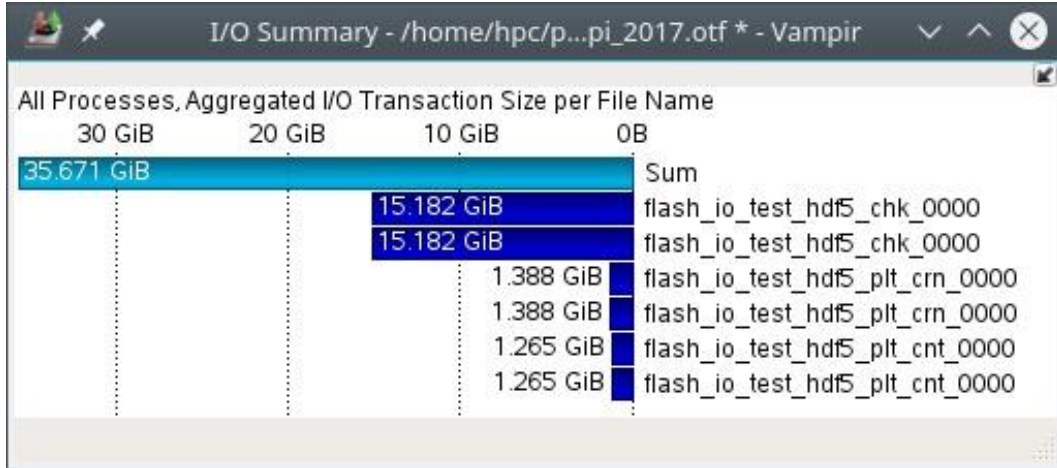 I/O Summary - /home/hpc/p...pi_2017.otf * - Vampir
All Processes, Aggregated I/O Transaction Size per File Name
30 GiB 20 GiB 10 GiB 0B
35.671 GiB Sum
15.182 GiB flash_io_test_hdf5_chk_0000
15.182 GiB flash_io_test_hdf5_chk_0000
1.388 GiB flash_io_test_hdf5_plt_crn_0000
1.388 GiB flash_io_test_hdf5_plt_crn_0000
1.265 GiB flash_io_test_hdf5_plt_cnt_0000
1.265 GiB flash_io_test_hdf5_plt_cnt_0000